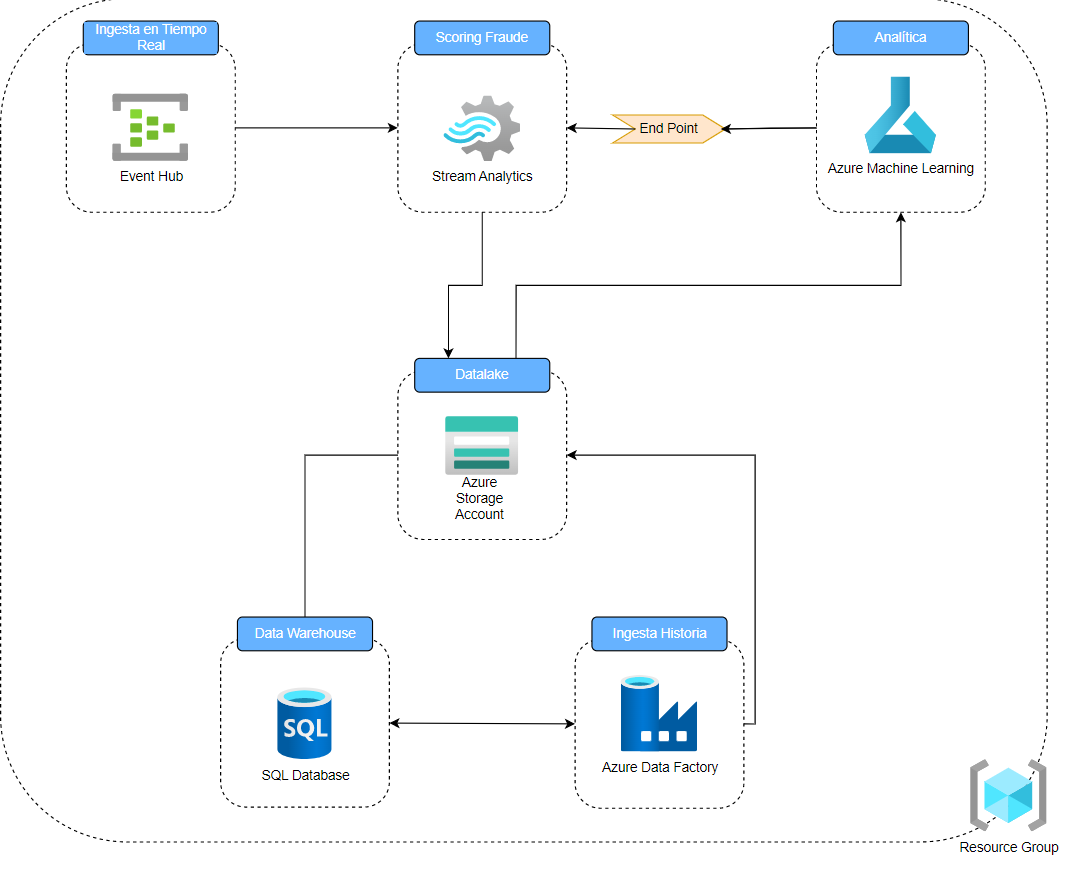 Ingesta en Tiempo
Real
Scoring Fraude
Analítica
End Point
Event Hub
Stream Analytics
Azure Machine Learning
Datalake
Azure
Storage
Account
Data Warehouse
Ingesta Historia
SQL
SQL Database
Azure Data Factory
Resource Group